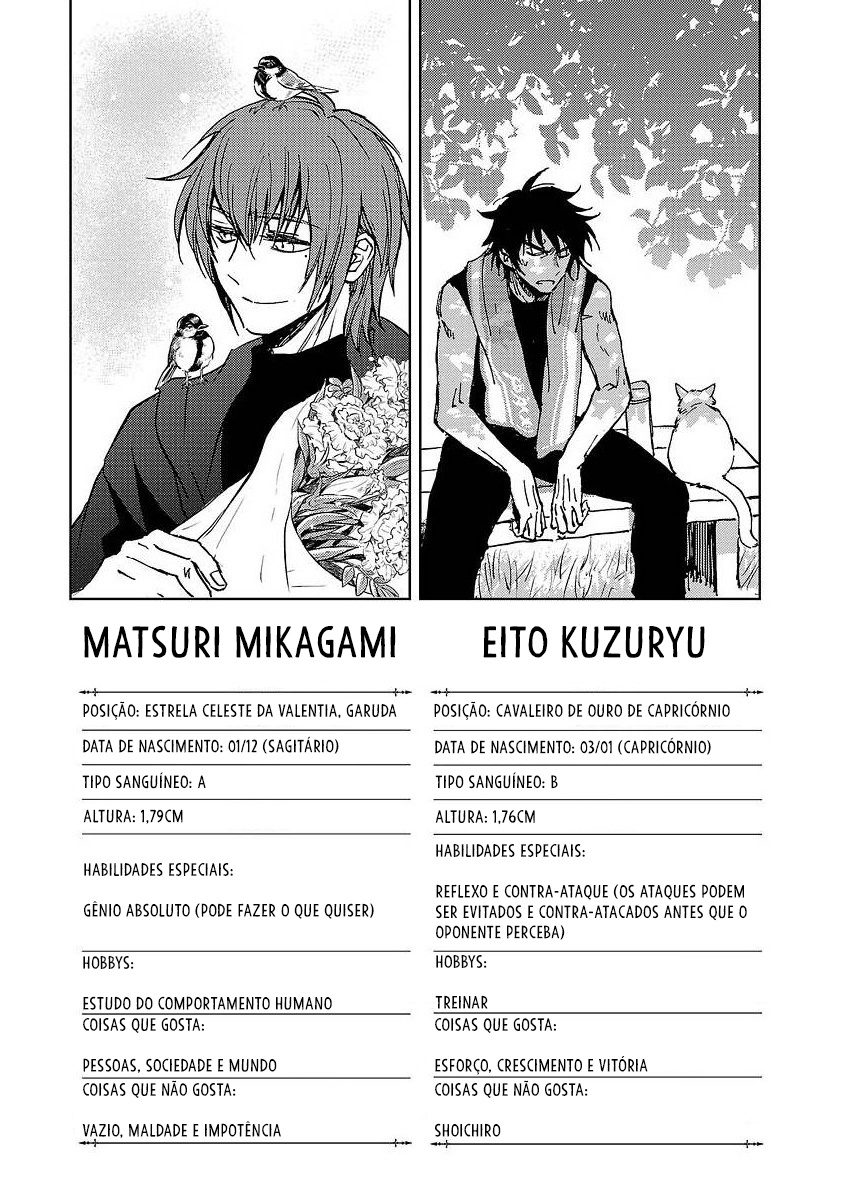 MATSURI MIKAGAMI
POSIÇÃO: ESTRELA CELESTE DA VALENTIA, GARUDA
DATA DE NASCIMENTO: 01/12 (SAGITÁRIO)
TIPO SANGUÍNEO: A
ALTURA: 1,79CM
HABILIDADES ESPECIAIS:
GÊNIO ABSOLUTO (PODE FAZER O QUE QUISER)
HOBBYS:
ESTUDO DO COMPORTAMENTO HUMANO
COISAS QUE GOSTA:
PESSOAS, SOCIEDADE E MUNDO
COISAS QUE NÃO GOSTA:
VAZIO, MALDADE E IMPOTÊNCIA
EITO KUZURYU
POSIÇÃO: CAVALEIRO DE OURO DE CAPRICÓRNIO
DATA DE NASCIMENTO: 03/01 (CAPRICÓRNIO)
TIPO SANGUÍNEO: B
ALTURA: 1,76CM
HABILIDADES ESPECIAIS:
REFLEXO E CONTRA-ATAQUE (OS ATAQUES PODEM
SER EVITADOS E CONTRA-ATACADOS ANTES QUE O
OPONENTE PERCEBA)
HOBBYS:
TREINAR
COISAS QUE GOSTA:
ESFORÇO, CRESCIMENTO E VITÓRIA
COISAS QUE NÃO GOSTA:
SHOICHIRO